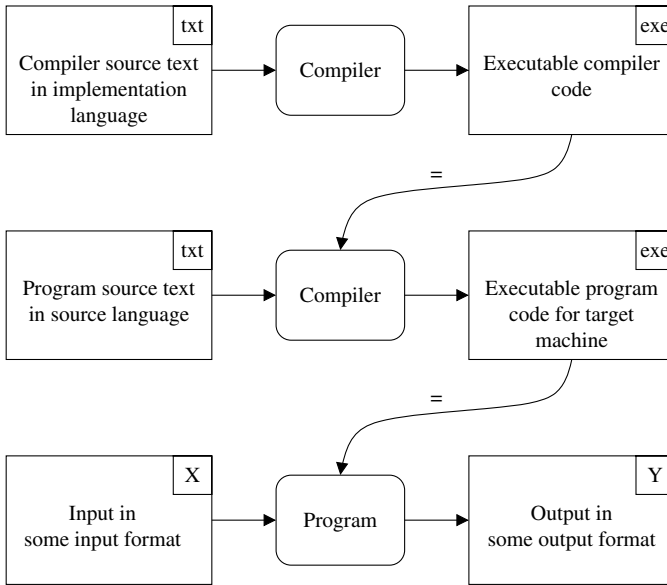 txt
Compiler source text
in implementation
language
Compiler
exe
Executable compiler
code
=
txt
Program source text
in source language
Compiler
exe
Executable program
code for target
machine
=
X
Input in
some input format
Program
Y
Output in
some output format